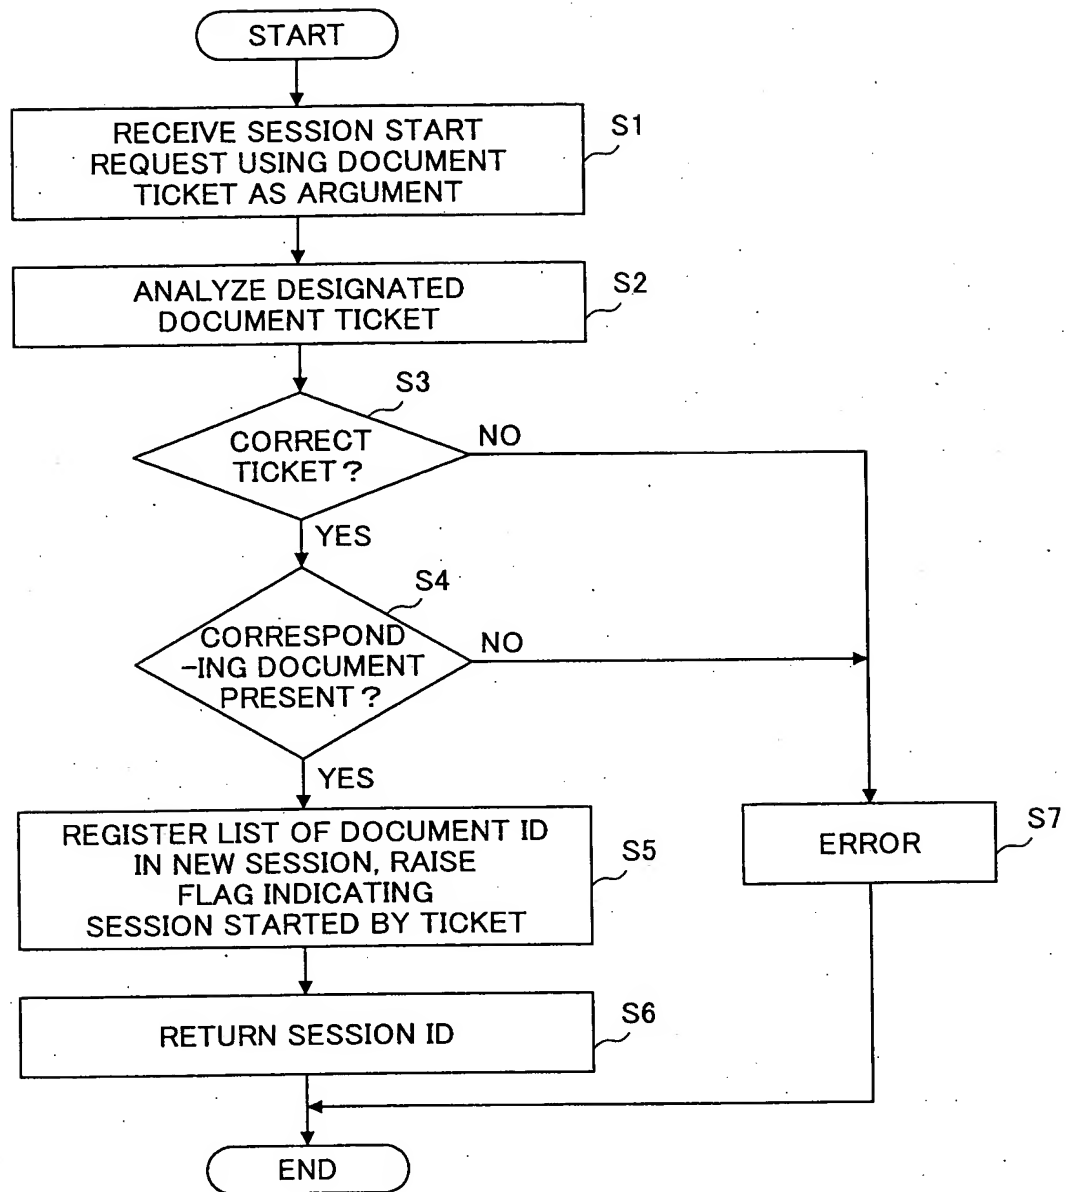 START
RECEIVE SESSION START
REQUEST USING DOCUMENT
TICKET AS ARGUMENT
S1
ANALYZE DESIGNATED
DOCUMENT TICKET
S2
S3
CORRECT
TICKET?
NO
YES
S4
CORRESPOND
-ING DOCUMENT
PRESENT?
NO
YES
REGISTER LIST OF DOCUMENT ID
IN NEW SESSION, RAISE
FLAG INDICATING
SESSION STARTED BY TICKET
S5
ERROR
S7
RETURN SESSION ID
S6
END